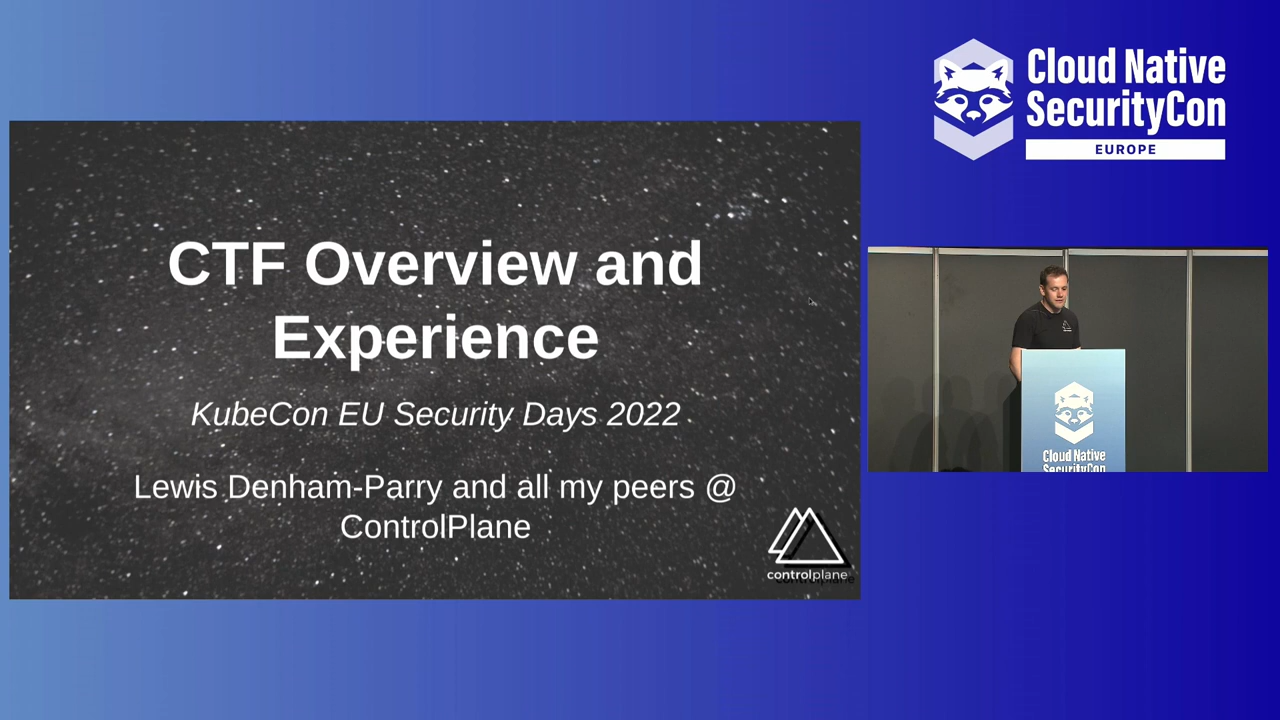 CTF Overview and
Experience
KubeCon EU Security Days 2022
Lewis Denham-Parry and all my peers @
ControlPlane
controlplane
Cloud Native
SecurityCon
EUROPE
Cloud Native
SecurityCon